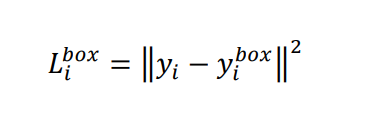 L_i^{box} = ‖y_i − y_i^{box}‖^2